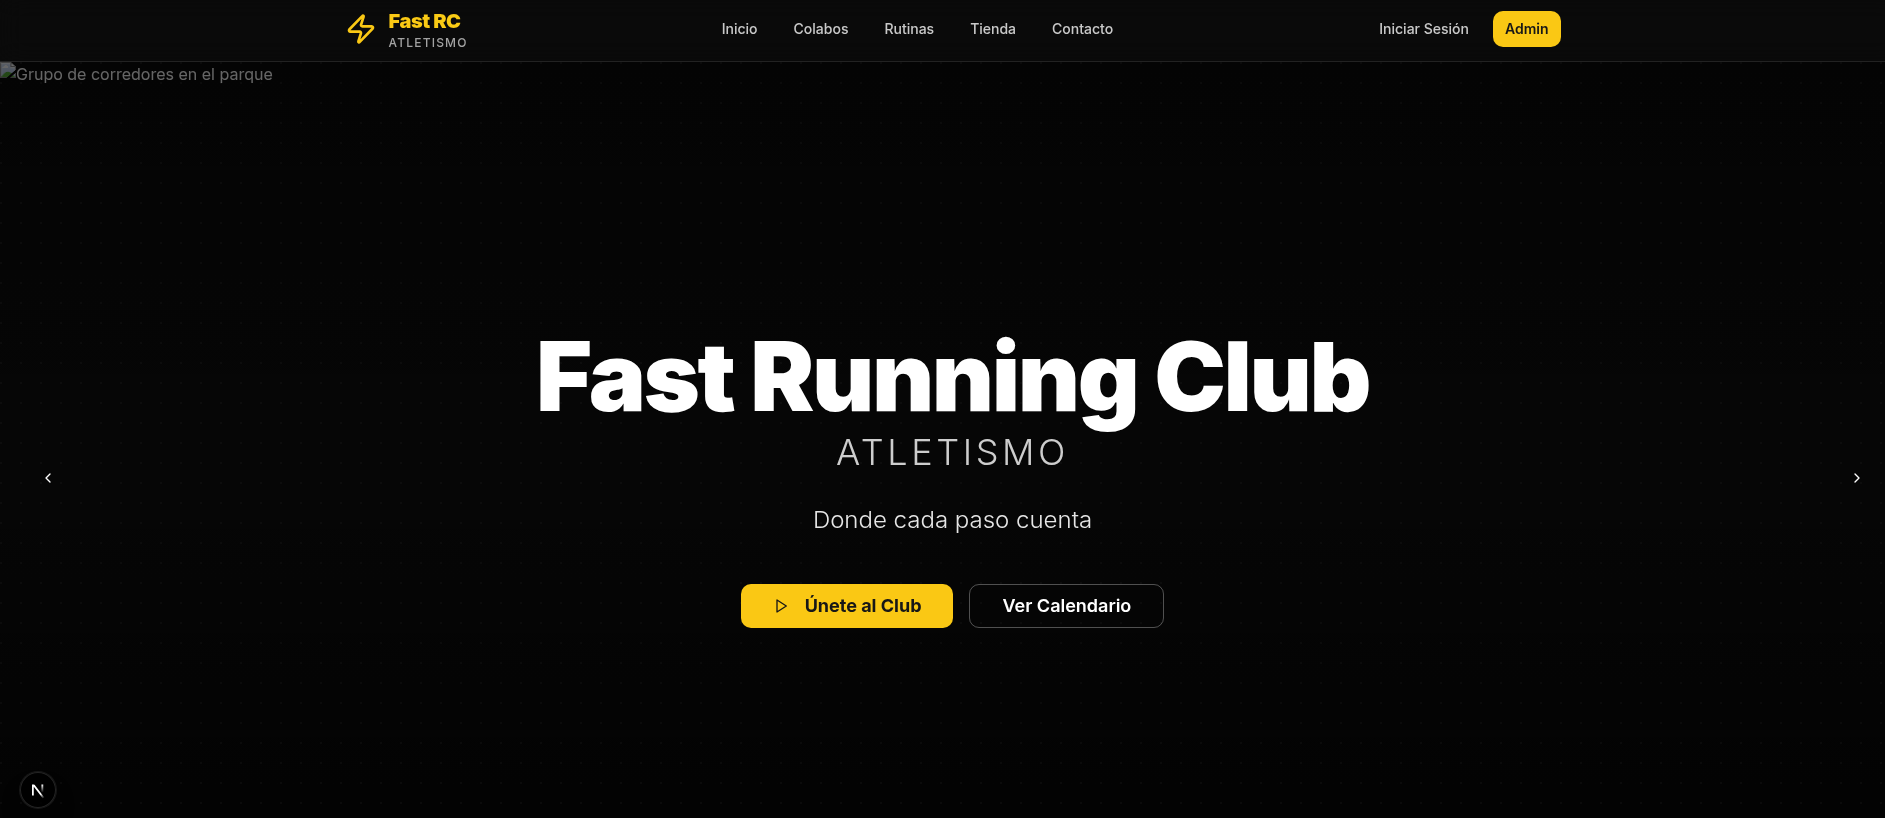 Fast RC
ATLETISMO
Inicio
Colabos
Rutinas
Tienda
Contacto
Iniciar Sesión
Admin
Grupo de corredores en el parque
Fast Running Club
ATLETISMO
Donde cada paso cuenta
Únete al Club
Ver Calendario
N